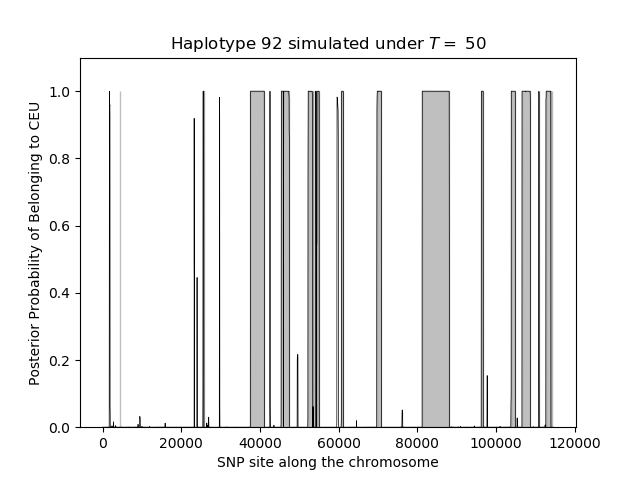 Haplotype 92 simulated under T = 50
Posterior Probability of Belonging to CEU
1.0
0.8
0.6
0.4
0.2
0.0
0 20000 40000 60000 80000 100000 120000
SNP site along the chromosome